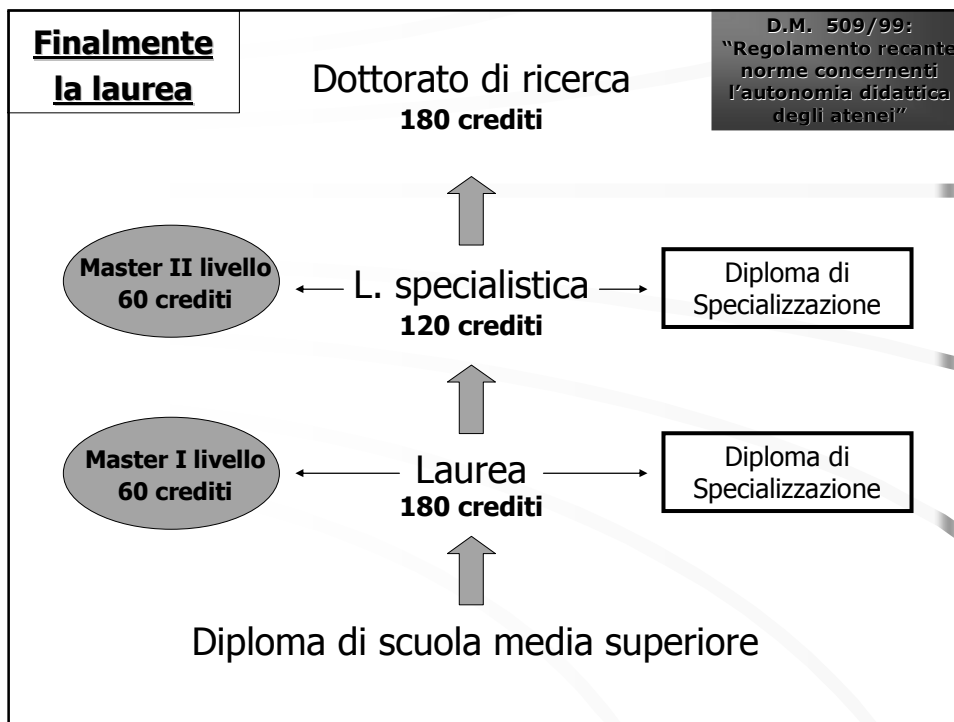 Finalmente
la laurea
D.M. 509/99:
"Regolamento recante
norme concernenti
l'autonomia didattica
degli atenei"
Dottorato di ricerca
180 crediti
Master II livello
60 crediti
L. specialistica
120 crediti
Diploma di
Specializzazione
Master I livello
60 crediti
Laurea
180 crediti
Diploma di
Specializzazione
Diploma di scuola media superiore